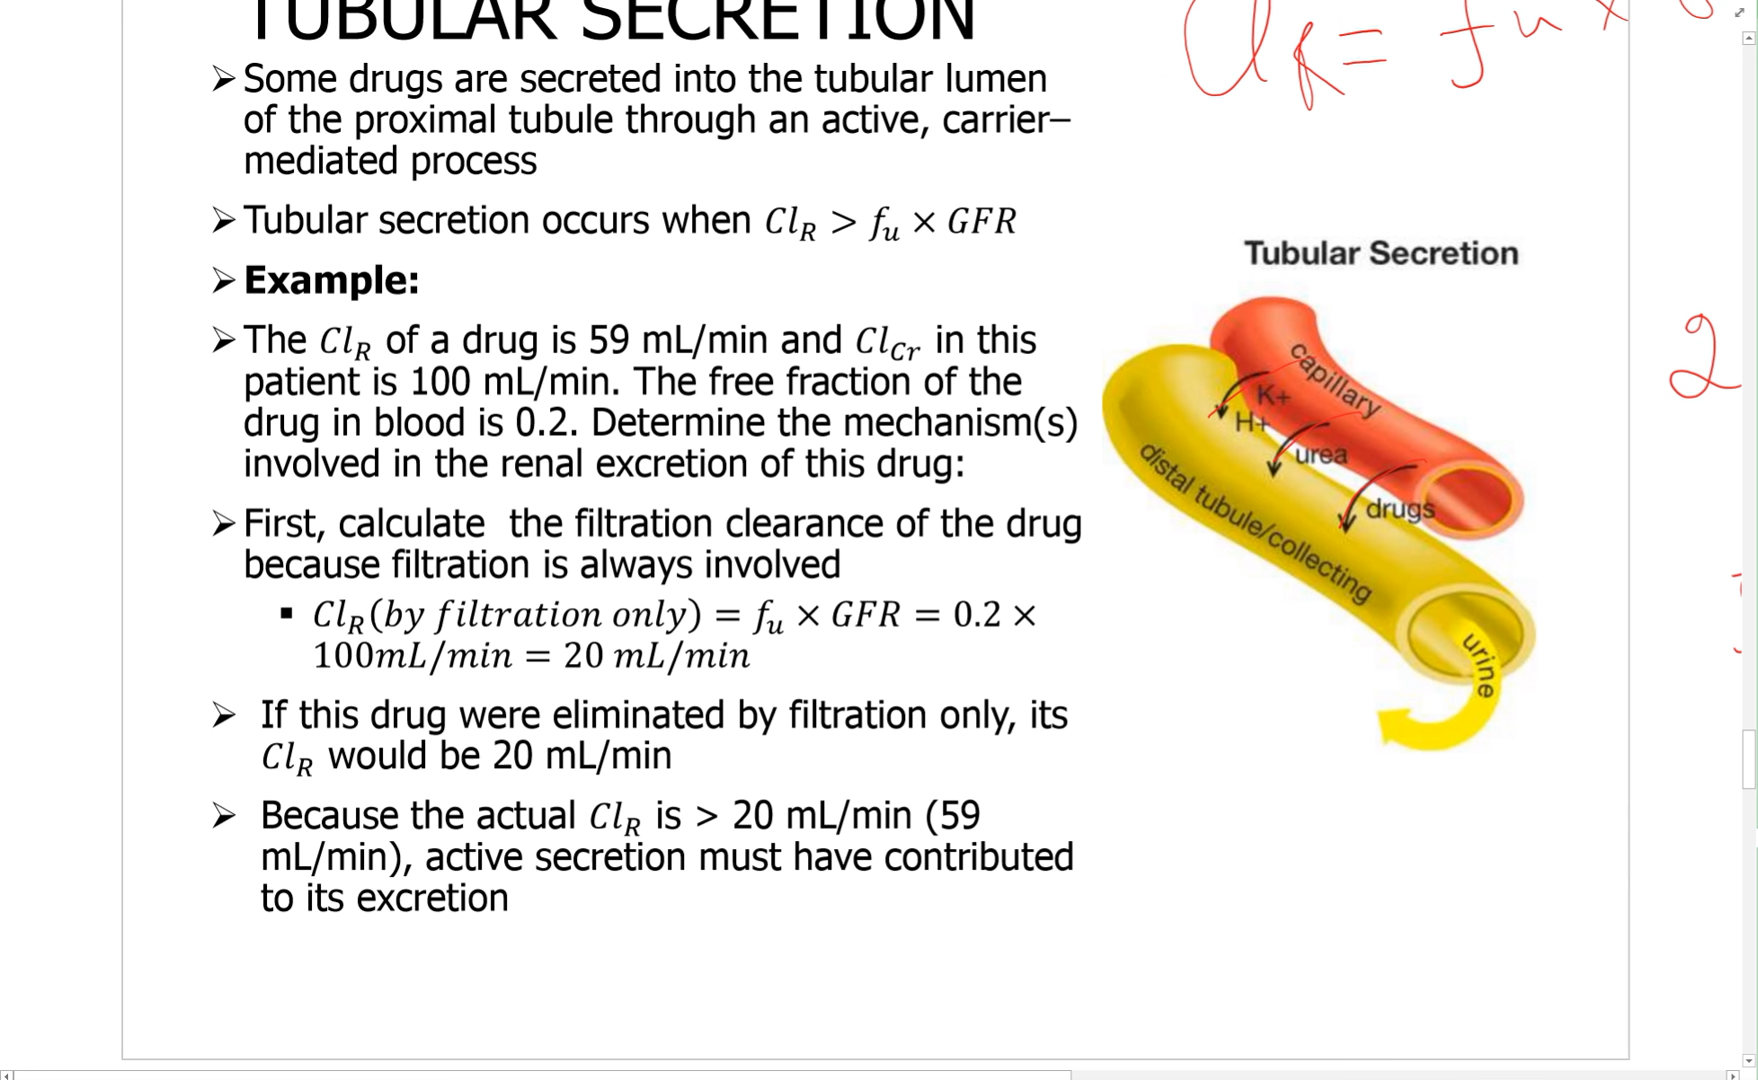 TUBULAR SECRETION
Cl_R = fu ×
➢ Some drugs are secreted into the tubular lumen
of the proximal tubule through an active, carrier–
mediated process
➢ Tubular secretion occurs when Cl_R > f_u × GFR
➢ Example:
➢ The Cl_R of a drug is 59 mL/min and Cl_Cr in this
patient is 100 mL/min. The free fraction of the
drug in blood is 0.2. Determine the mechanism(s)
involved in the renal excretion of this drug:
➢ First, calculate the filtration clearance of the drug
because filtration is always involved
▪ Cl_R(by filtration only) = f_u × GFR = 0.2 ×
100mL/min = 20 mL/min
➢ If this drug were eliminated by filtration only, its
Cl_R would be 20 mL/min
➢ Because the actual Cl_R is > 20 mL/min (59
mL/min), active secretion must have contributed
to its excretion
Tubular Secretion
capillary
K+
H+
urea
drugs
distal tubule/collecting
urine
2